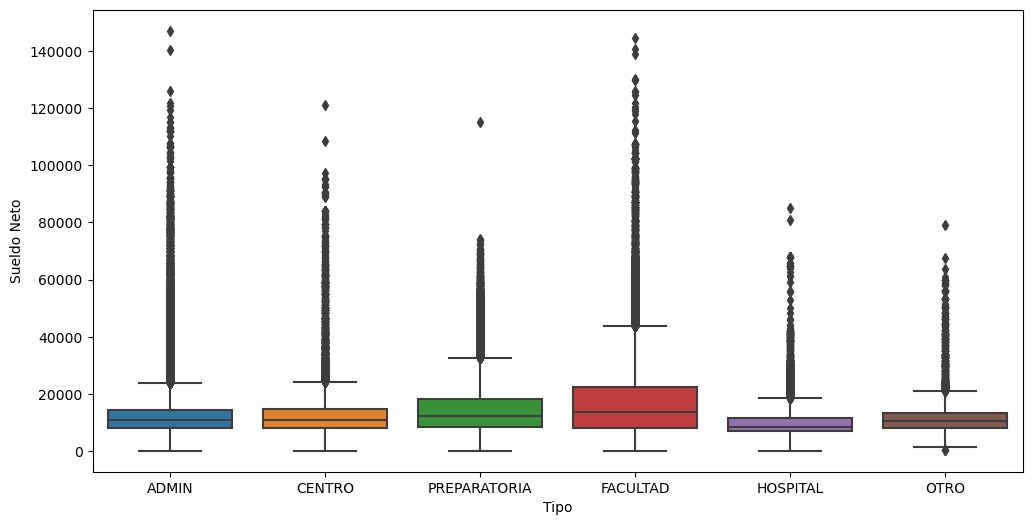 140000
120000
100000
80000
60000
40000
20000
0
Sueldo Neto
ADMIN CENTRO PREPARATORIA FACULTAD HOSPITAL OTRO
Tipo